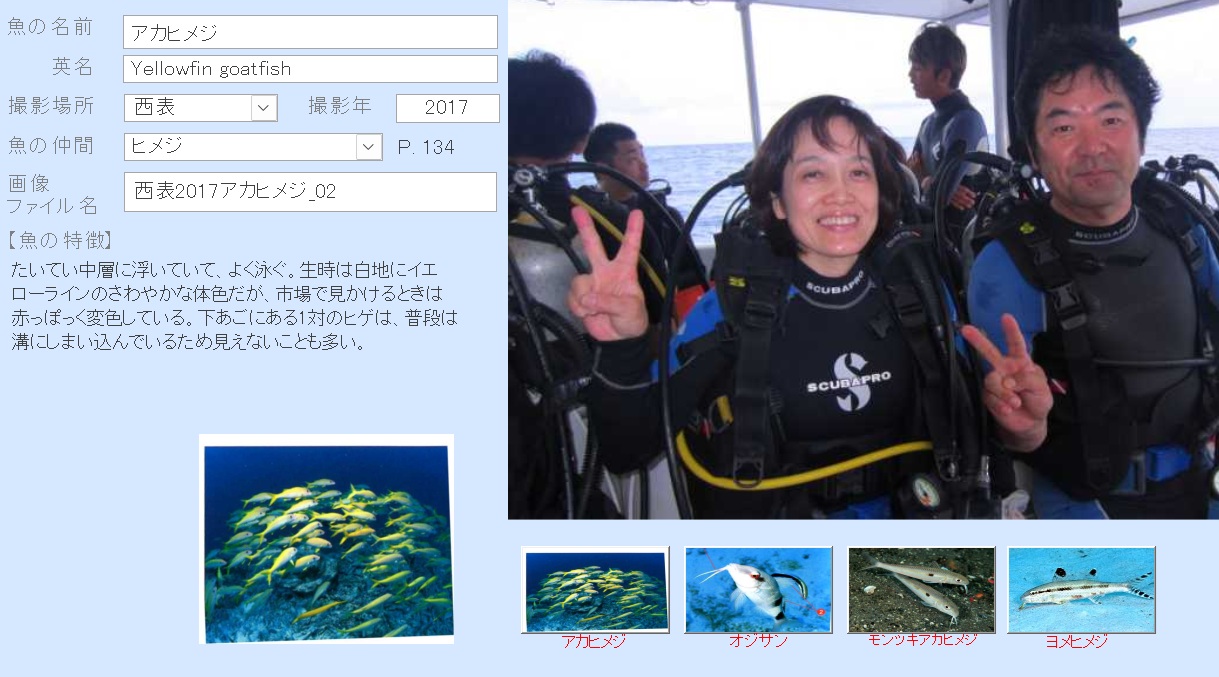 魚の名前
アカヒメジ
英名
Yellowfin goatfish
撮影場所
西表
撮影年
2017
魚の仲間
ヒメジ
P. 134
画像
ファイル名
西表2017アカヒメジ_02
【魚の特徴】
たいてい中層に浮いていて、よく泳ぐ。生時は白地にイエ
ローラインのさわやかな体色だが、市場で見かけるときは
赤っぽっく変色している。下あごにある1対のヒゲは、普段は
溝にしまい込んでいるため見えないことも多い。
SCUBAPRO
SCUBAPRO
SCUBAPRO
アカヒメジ
オジサン
モンツキアカヒメジ
ヨメヒメジ